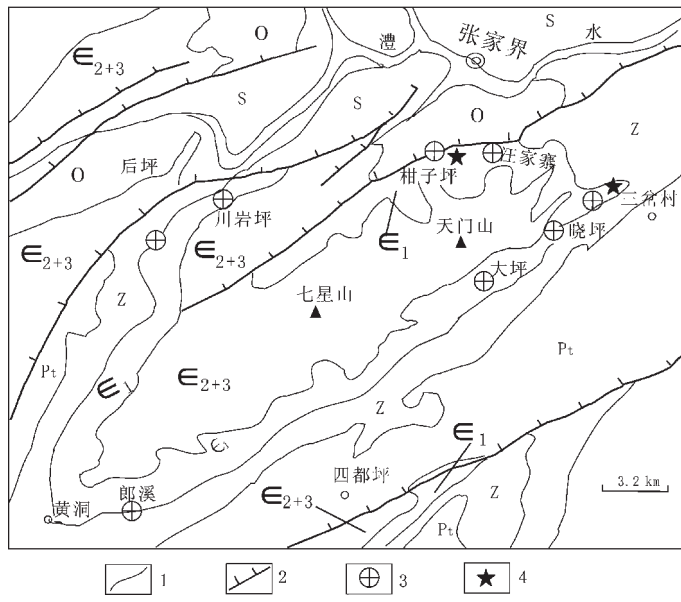 S
张家界
水
澧
O
∈2+3
S
S
O
Z
O
后坪
汪家寨
柑子坪
三岔村
川岩坪
∈1
天门山
晓坪
∈2+3
∈2+3
大坪
Z
七星山
Pt
Pt
∈1
∈2+3
Z
∈
∈1
四都坪
郎溪
∈2+3
Z
3.2 km
黄洞
Pt
1
2
3
4